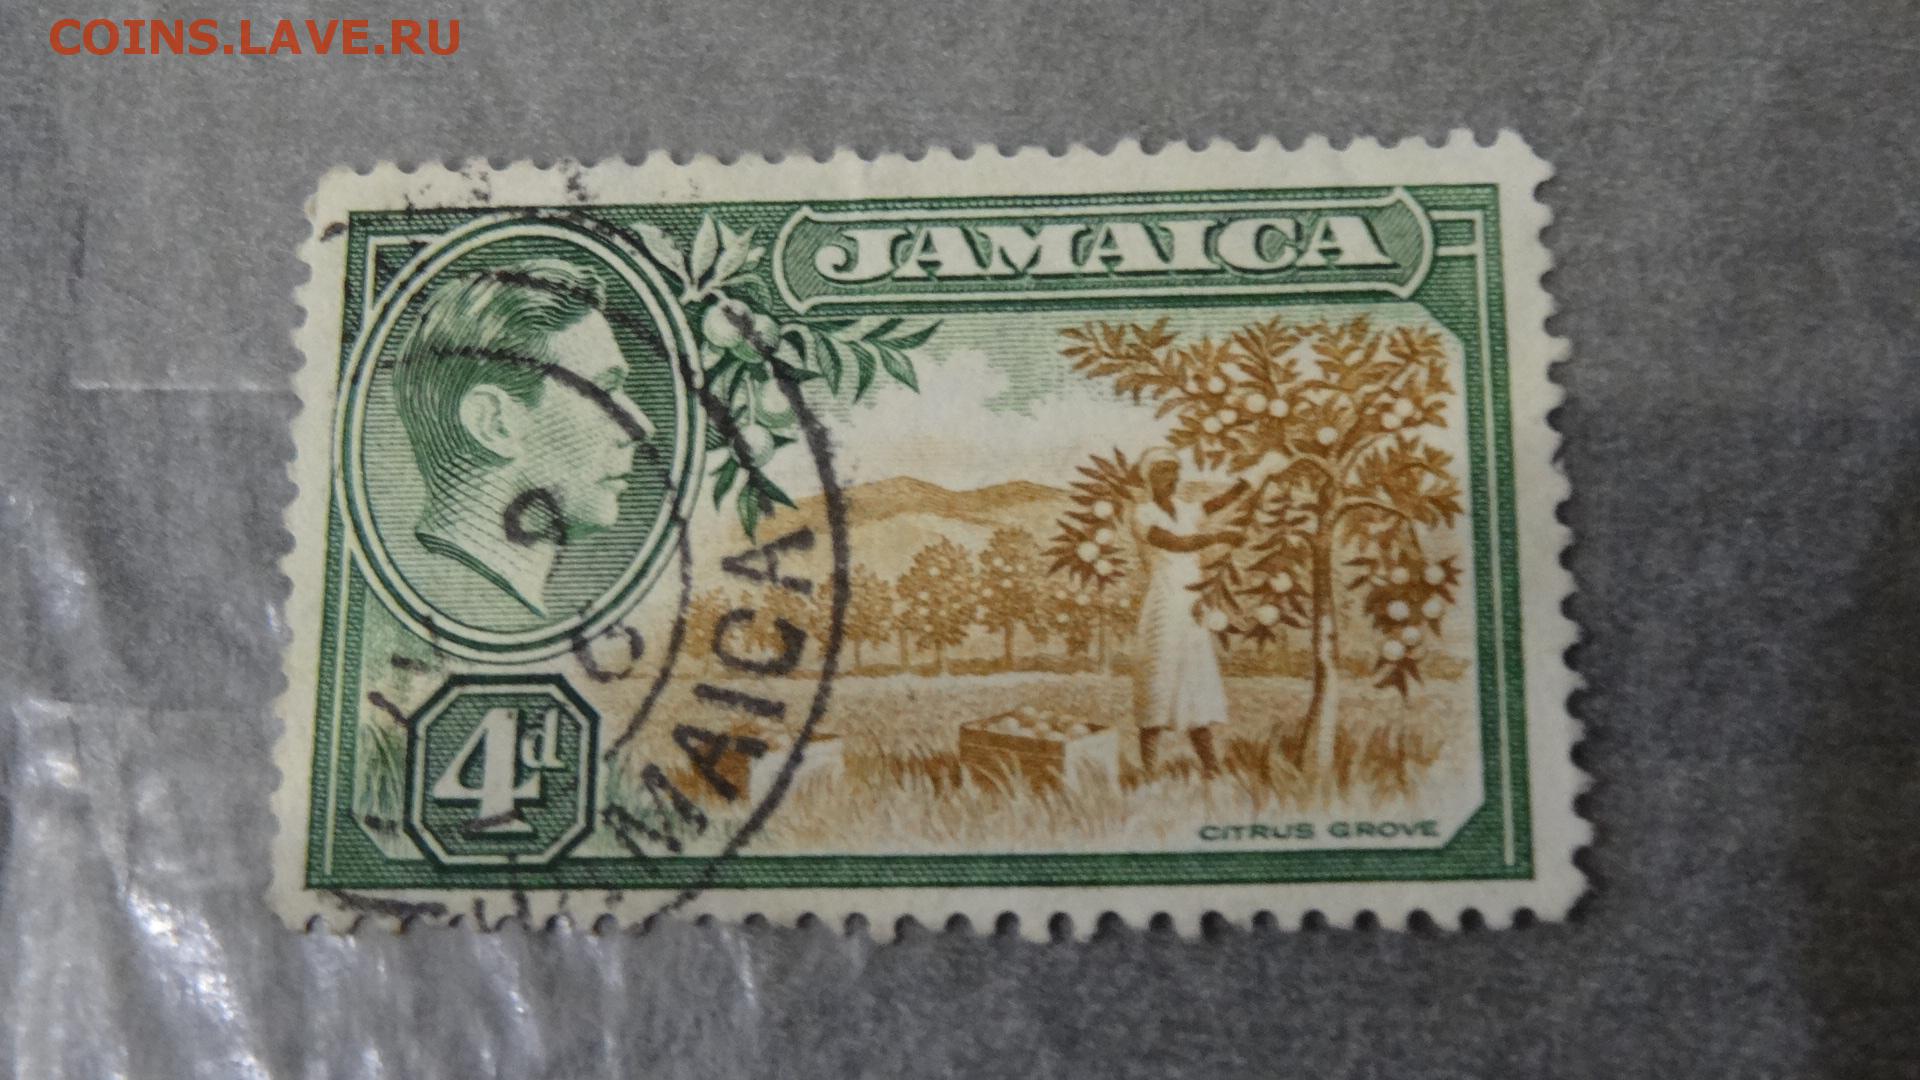 COINS.LAVE.RU
JAMAICA
4d
CITRUS GROVE
MAICA